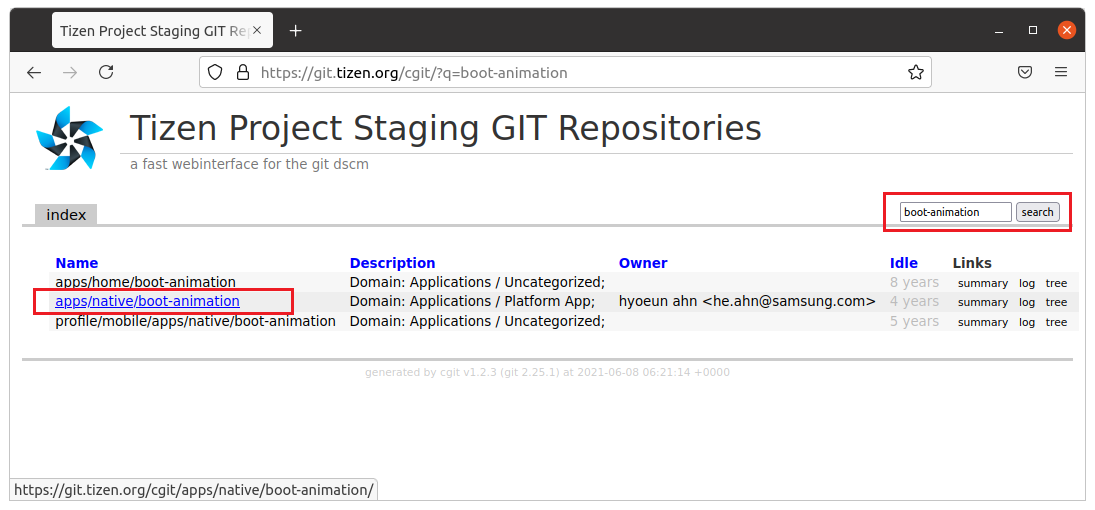 Tizen Project Staging GIT Re
https://git.tizen.org/cgit/?q=boot-animation
Tizen Project Staging GIT Repositories
a fast webinterface for the git dscm
index
boot-animation search
Name Description Owner Idle Links
apps/home/boot-animation Domain: Applications / Uncategorized; 8 years summary log tree
apps/native/boot-animation Domain: Applications / Platform App; hyoeun ahn <he.ahn@samsung.com> 4 years summary log tree
profile/mobile/apps/native/boot-animation Domain: Applications / Uncategorized; 5 years summary log tree
generated by cgit v1.2.3 (git 2.25.1) at 2021-06-08 06:21:14 +0000
https://git.tizen.org/cgit/apps/native/boot-animation/